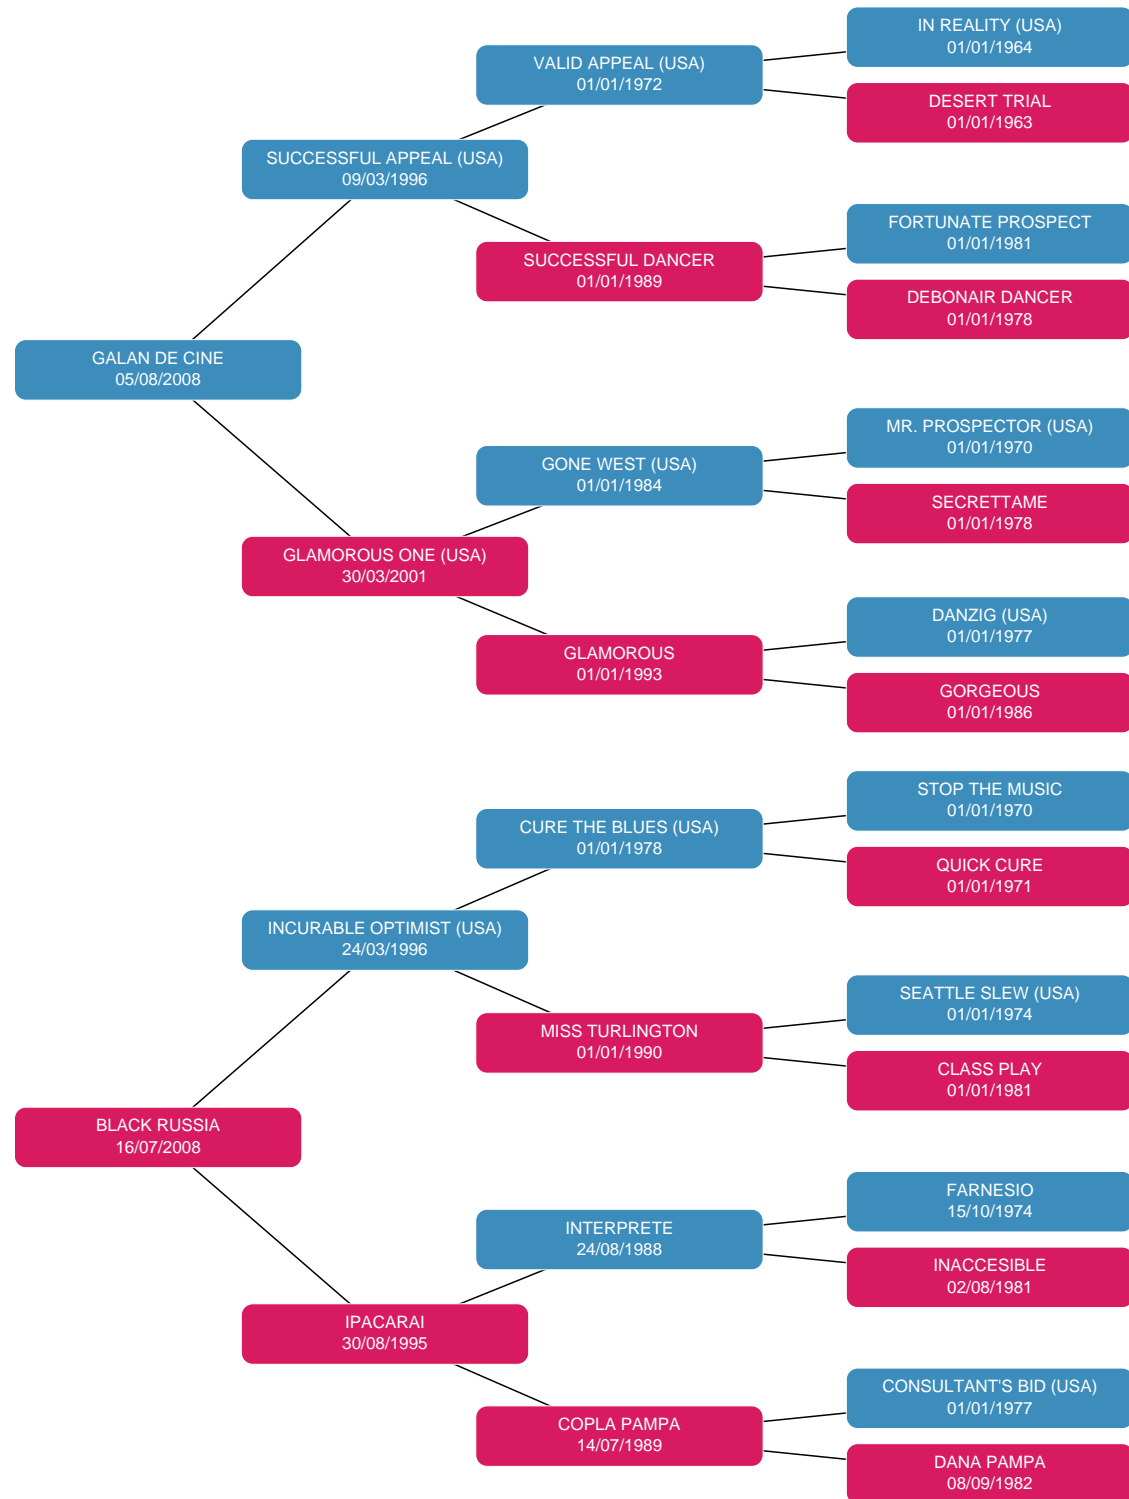 IN REALITY (USA)
01/01/1964
VALID APPEAL (USA)
01/01/1972
DESERT TRIAL
01/01/1963
SUCCESSFUL APPEAL (USA)
09/03/1996
FORTUNATE PROSPECT
01/01/1981
SUCCESSFUL DANCER
01/01/1989
DEBONAIR DANCER
01/01/1978
GALAN DE CINE
05/08/2008
MR. PROSPECTOR (USA)
01/01/1970
GONE WEST (USA)
01/01/1984
SECRETTAME
01/01/1978
GLAMOROUS ONE (USA)
30/03/2001
DANZIG (USA)
01/01/1977
GLAMOROUS
01/01/1993
GORGEOUS
01/01/1986
STOP THE MUSIC
01/01/1970
CURE THE BLUES (USA)
01/01/1978
QUICK CURE
01/01/1971
INCURABLE OPTIMIST (USA)
24/03/1996
SEATTLE SLEW (USA)
01/01/1974
MISS TURLINGTON
01/01/1990
CLASS PLAY
01/01/1981
BLACK RUSSIA
16/07/2008
FARNESIO
15/10/1974
INTERPRETE
24/08/1988
INACCESIBLE
02/08/1981
IPACARAI
30/08/1995
CONSULTANT'S BID (USA)
01/01/1977
COPLA PAMPA
14/07/1989
DANA PAMPA
08/09/1982